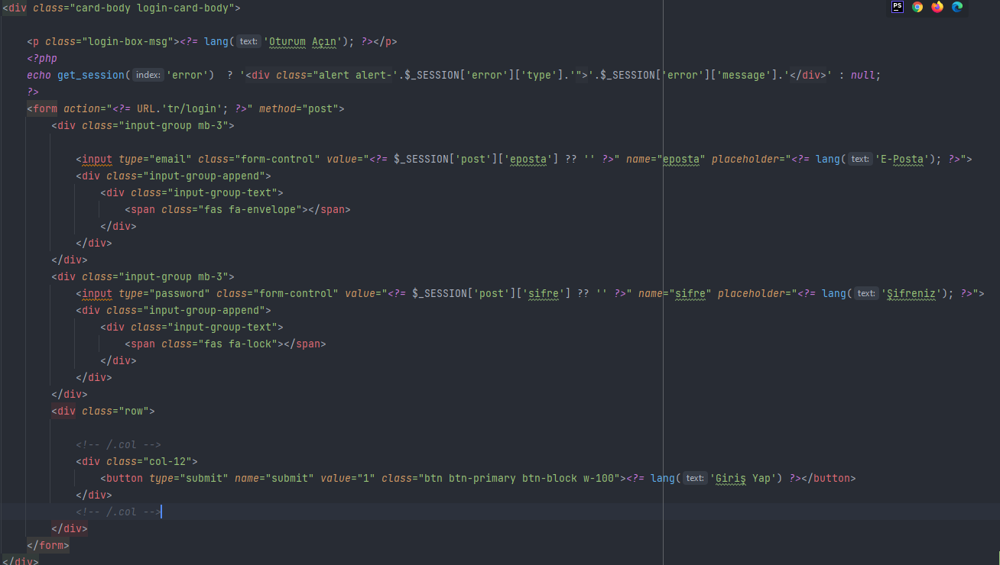 <div class="card-body login-card-body">
PS
<p class="login-box-msg"><?= lang( text: 'Oturum Açın'); ?></p>
<?php
echo get_session( index: 'error')  ? '<div class="alert alert-'.$_SESSION['error']['type'].'">'.$_SESSION['error']['message'].'</div>' : null;
?>
<form action="<?= URL.'tr/login'; ?>" method="post">
<div class="input-group mb-3">
<input type="email" class="form-control" value="<?= $_SESSION['post']['eposta'] ?? '' ?>" name="eposta" placeholder="<?= lang( text: 'E-Posta'); ?>">
<div class="input-group-append">
<div class="input-group-text">
<span class="fas fa-envelope"></span>
</div>
</div>
</div>
<div class="input-group mb-3">
<input type="password" class="form-control" value="<?= $_SESSION['post']['sifre'] ?? '' ?>" name="sifre" placeholder="<?= lang( text: 'Şifreniz'); ?>">
<div class="input-group-append">
<div class="input-group-text">
<span class="fas fa-lock"></span>
</div>
</div>
</div>
<div class="row">
<!-- /.col -->
<div class="col-12">
<button type="submit" name="submit" value="1" class="btn btn-primary btn-block w-100"><?= lang( text: 'Giriş Yap') ?></button>
</div>
<!-- /.col -->
</div>
</form>
</div>